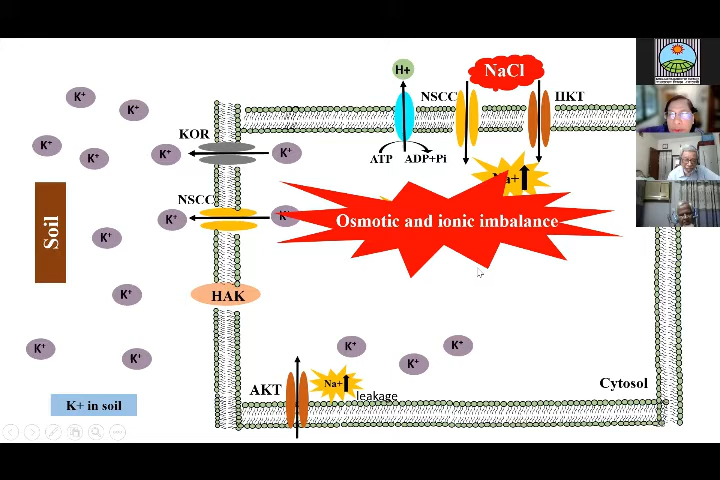 H+
NaCl
NSCC
HKT
K+
K+
KOR
K+
K+
ATP
ADP+Pi
K+
K+
Na+
NSCC
K+
K+
Osmotic and ionic imbalance
Soil
K+
K+
HAK
K+
K+
K+
K+
K+
AKT
Na+
leakage
Cytosol
K+ in soil